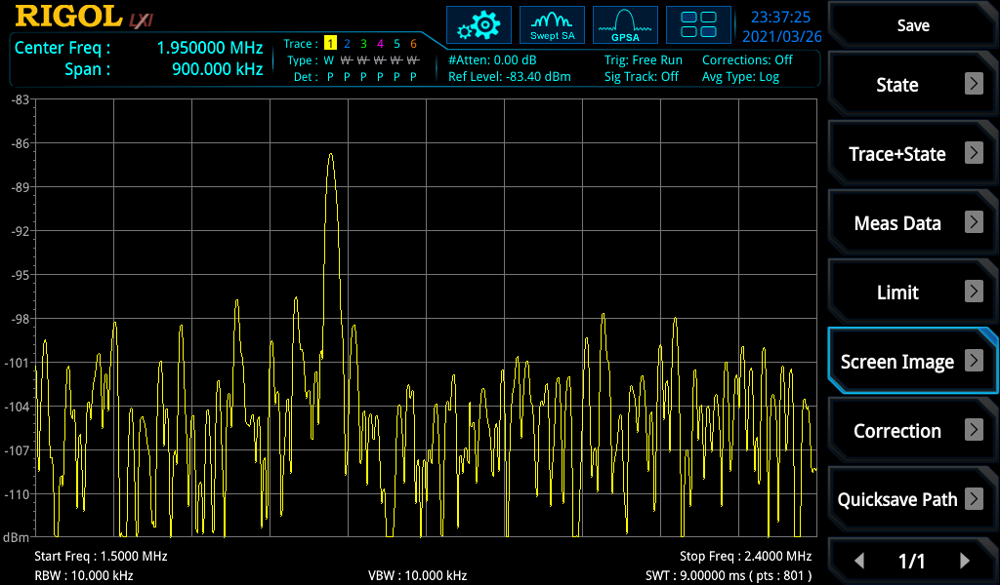 RIGOL LXI
Swept SA
GPSA
23:37:25
2021/03/26
Center Freq : 1.950000 MHz
Span : 900.000 kHz
Trace : 1 2 3 4 5 6
Type : W W W W W W
Det : P P P P P P
#Atten: 0.00 dB
Ref Level: -83.40 dBm
Trig: Free Run
Sig Track: Off
Corrections: Off
Avg Type: Log
-83
-86
-89
-92
-95
-98
-101
-104
-107
-110
dBm
Start Freq : 1.5000 MHz
Stop Freq : 2.4000 MHz
RBW : 10.000 kHz
VBW : 10.000 kHz
SWT : 9.00000 ms ( pts : 801 )
Save
State
Trace+State
Meas Data
Limit
Screen Image
Correction
Quicksave Path
1/1